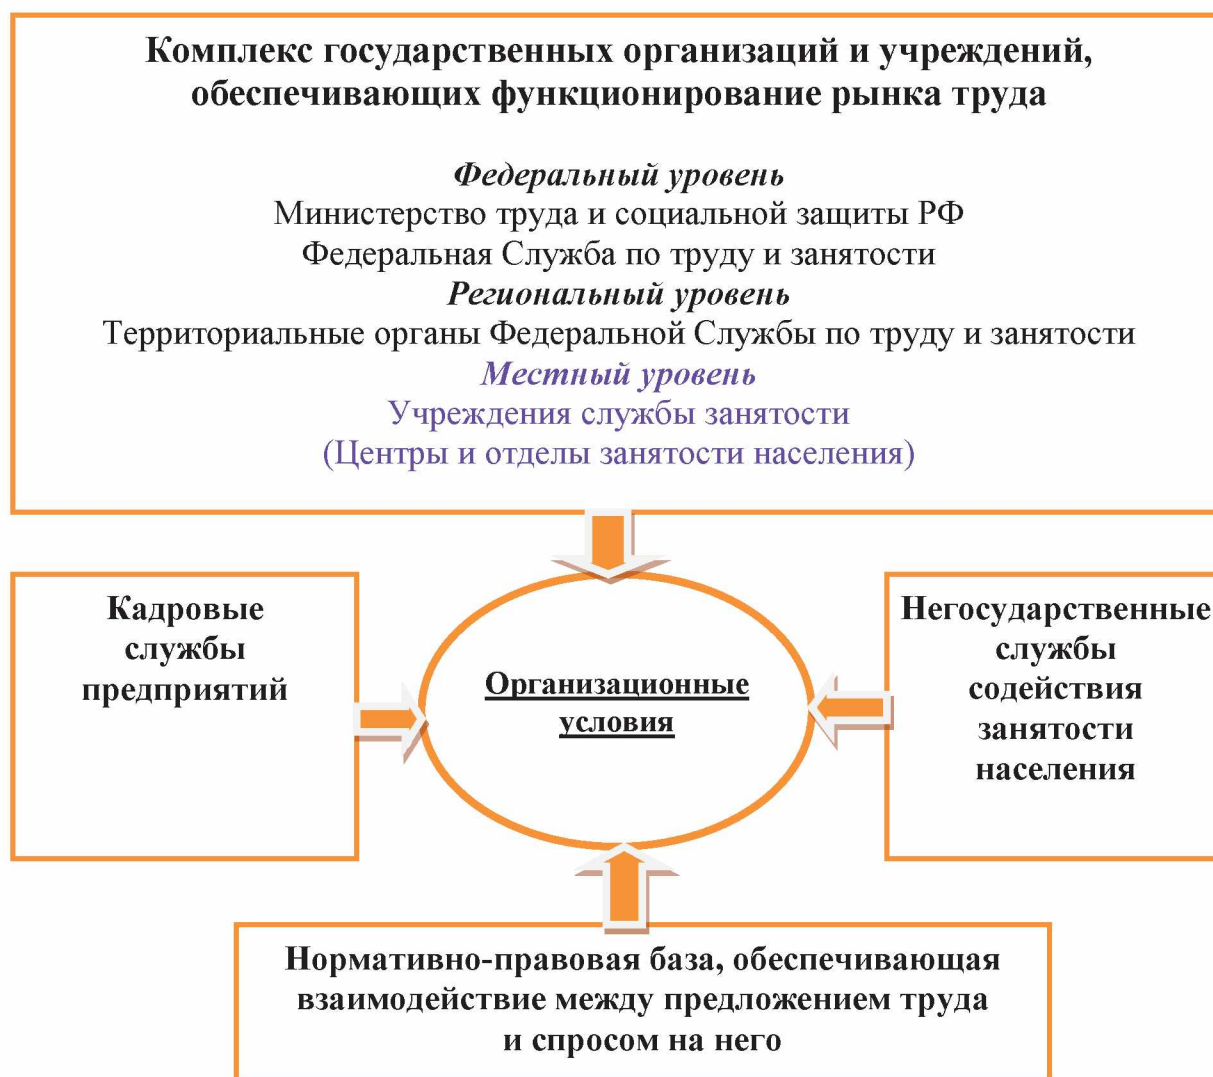 Комплекс государственных организаций и учреждений,
обеспечивающих функционирование рынка труда
Федеральный уровень
Министерство труда и социальной защиты РФ
Федеральная Служба по труду и занятости
Региональный уровень
Территориальные органы Федеральной Службы по труду и занятости
Местный уровень
Учреждения службы занятости
(Центры и отделы занятости населения)
Кадровые
службы
предприятий
Организационные
условия
Негосударственные
службы
содействия
занятости
населения
Нормативно-правовая база, обеспечивающая
взаимодействие между предложением труда
и спросом на него